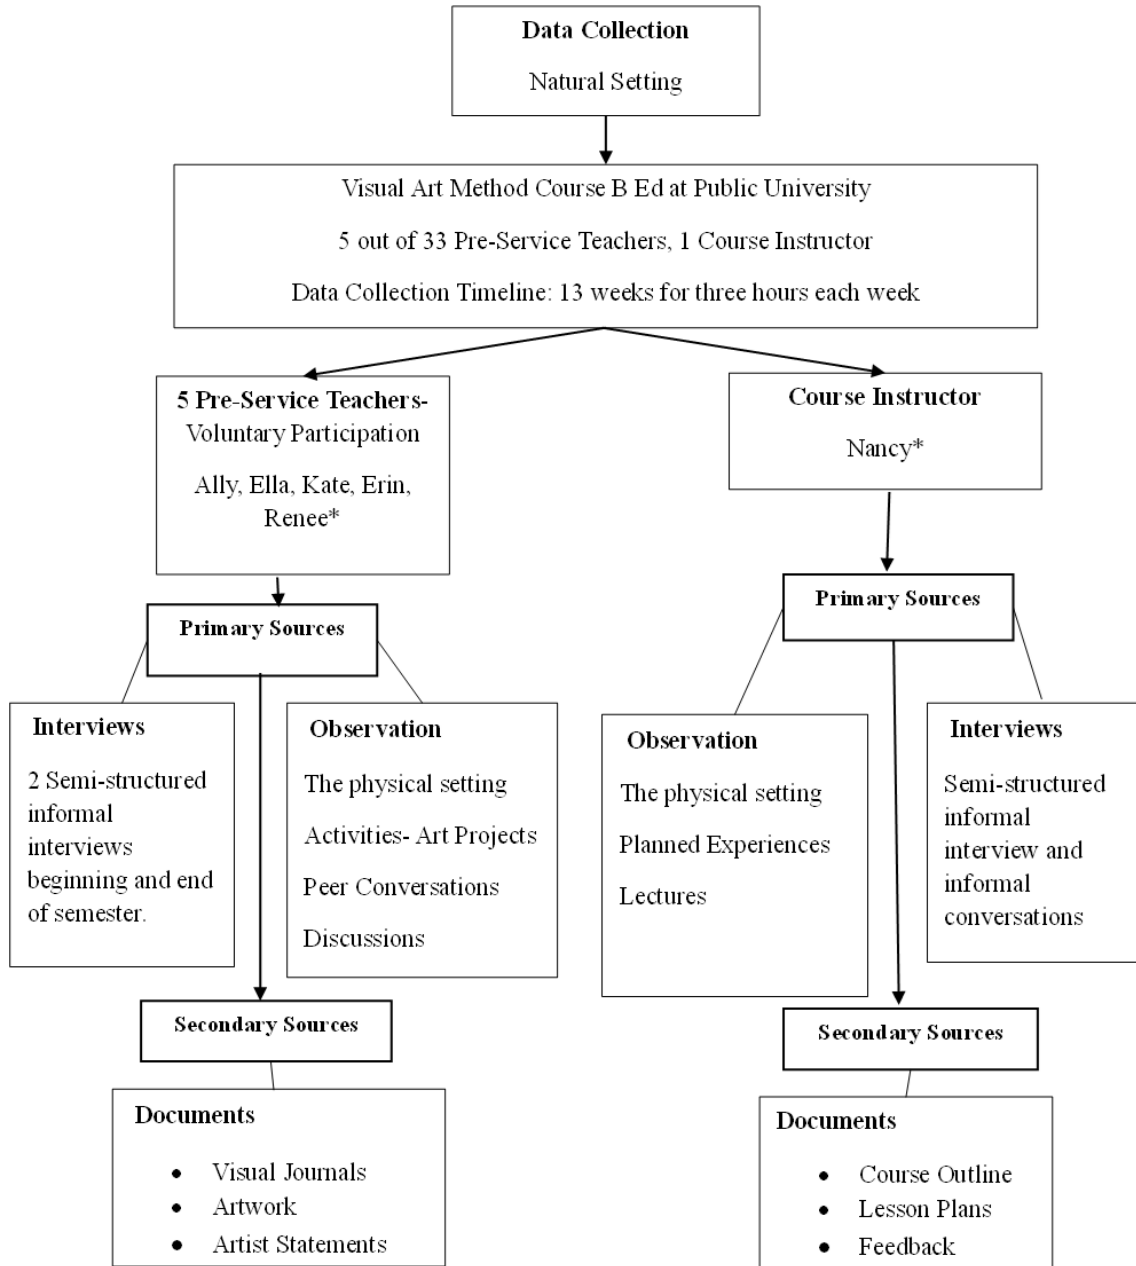 Data Collection
Natural Setting
Visual Art Method Course B Ed at Public University
5 out of 33 Pre-Service Teachers, 1 Course Instructor
Data Collection Timeline: 13 weeks for three hours each week
5 Pre-Service Teachers-
Voluntary Participation
Ally, Ella, Kate, Erin,
Renee*
Course Instructor
Nancy*
Primary Sources
Interviews
2 Semi-structured
informal
interviews
beginning and end
of semester.
Observation
The physical setting
Activities- Art Projects
Peer Conversations
Discussions
Primary Sources
Observation
The physical setting
Planned Experiences
Lectures
Interviews
Semi-structured
informal
interview and
informal
conversations
Secondary Sources
Documents
• Visual Journals
• Artwork
• Artist Statements
Secondary Sources
Documents
• Course Outline
• Lesson Plans
• Feedback